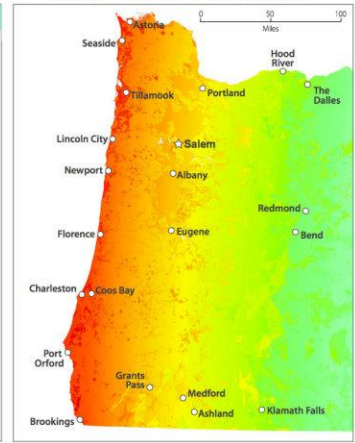 Astoria
0
100
Miles
Seaside
Hood
River
Tillamook
Portland
The
Dalles
Lincoln City
Salem
Newport
Albany
Redmond
Florence
Eugene
Bend
Charleston
Coos Bay
Port
Orford
Grants
Pass
Medford
Ashland
Klamath Falls
Brookings